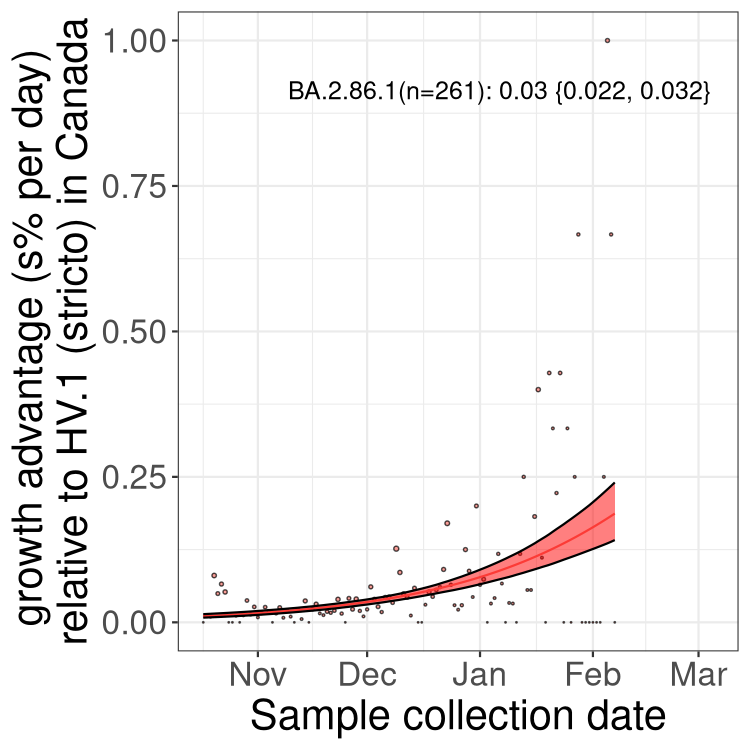 growth advantage (s% per day)
relative to HV.1 (stricto) in Canada
1.00
0.75
0.50
0.25
0.00
BA.2.86.1(n=261): 0.03 {0.022, 0.032}
Nov Dec Jan Feb Mar
Sample collection date